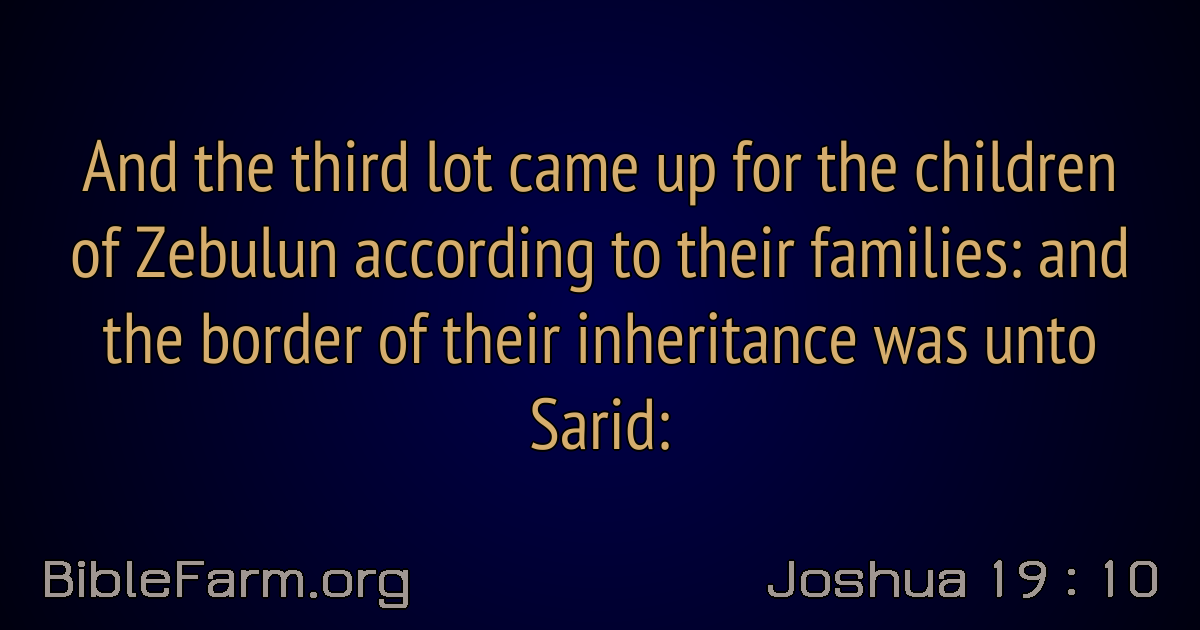 And the third lot came up for the children
of Zebulun according to their families: and
the border of their inheritance was unto
Sarid:
BibleFarm.org
Joshua 19 : 10